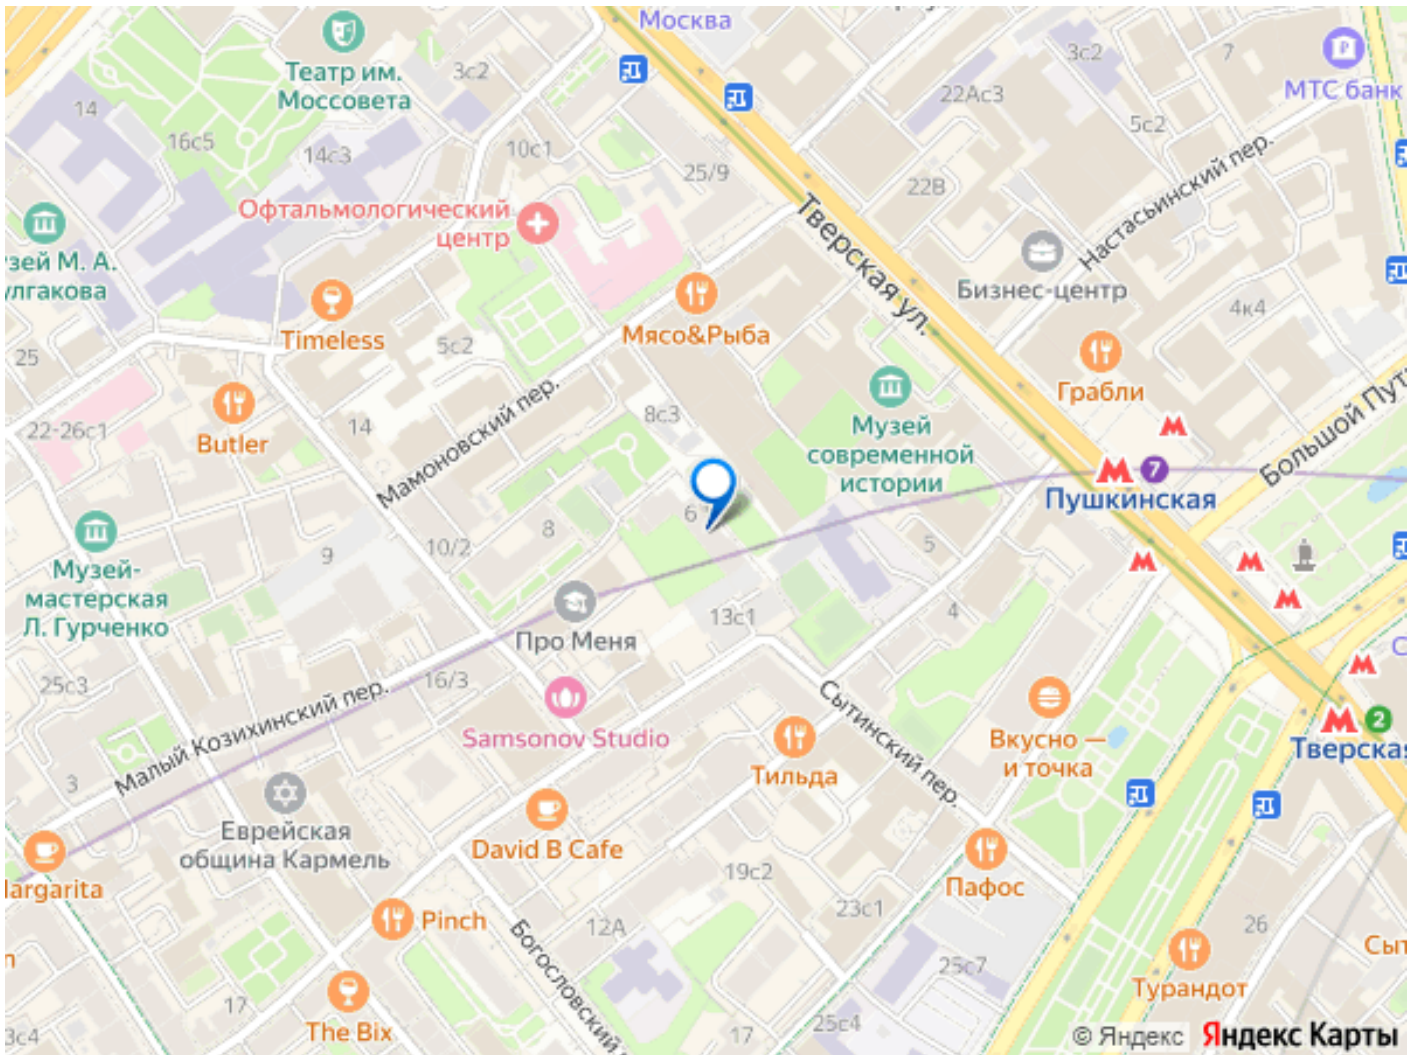 Москва
Театр им.
Моссовета
3с2
3с2
7
МТС банк
14
22Ас3
5с2
16с5
14с3
10с1
25/9
22В
Тверская ул.
Настасьинский пер.
Офтальмологический
центр
Бизнес-центр
зей М. А.
улгакова
Timeless
Мясо&Рыба
4к4
25
5с2
Грабли
22-26с1
Butler
14
Мамоновский пер.
8с3
Музей
современной
истории
Большой Пут
7
Пушкинская
6
8
10/2
9
5
Музей-
мастерская
Л. Гурченко
Про Меня
13с1
4
25с3
16/3
Малый Козихинский пер.
Samsonov Studio
Сытинский пер.
2
Тверская
С
3
Тильда
Вкусно —
и точка
Еврейская
община Кармель
David B Cafe
19с2
Пафос
argarita
Pinch
12А
23с1
26
Богословский
25с7
Сыт
Турандот
17
The Bix
17
25с4
3с4
© Яндекс
Яндекс Карты